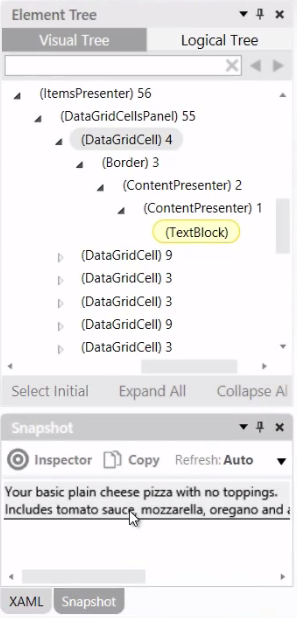 Element Tree
Visual Tree
Logical Tree
(ItemsPresenter) 56
(DataGridCellsPanel) 55
(DataGridCell) 4
(Border) 3
(ContentPresenter) 2
(ContentPresenter) 1
(TextBlock)
(DataGridCell) 9
(DataGridCell) 3
(DataGridCell) 3
(DataGridCell) 9
(DataGridCell) 3
Select Initial Expand All Collapse Al
Snapshot
Inspector Copy Refresh: Auto
Your basic plain cheese pizza with no toppings.
Includes tomato sauce, mozzarella, oregano and
XAML Snapshot